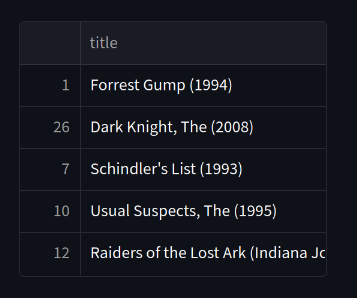 title
1 Forrest Gump (1994)
26 Dark Knight, The (2008)
7 Schindler's List (1993)
10 Usual Suspects, The (1995)
12 Raiders of the Lost Ark (Indiana Jo